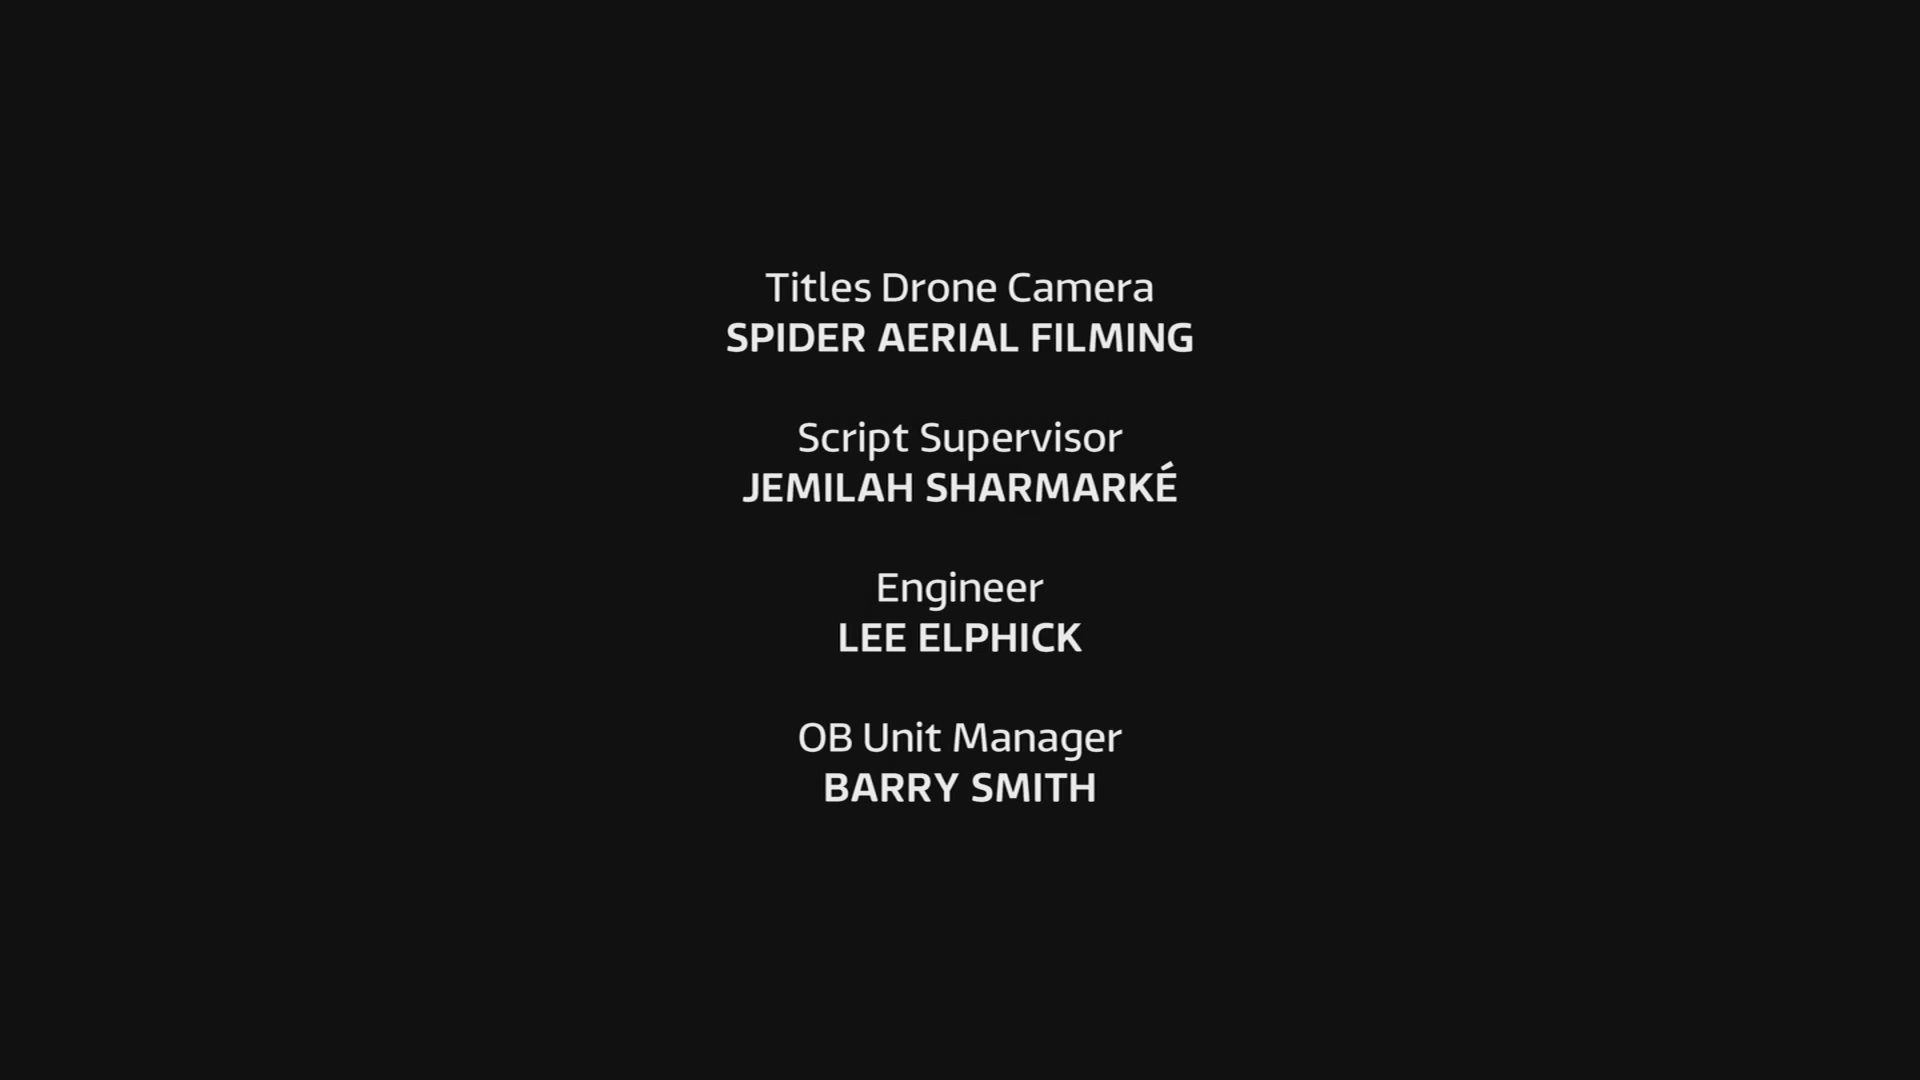 Titles Drone Camera
SPIDER AERIAL FILMING
Script Supervisor
JEMILAH SHARMARKÉ
Engineer
LEE ELPHICK
OB Unit Manager
BARRY SMITH